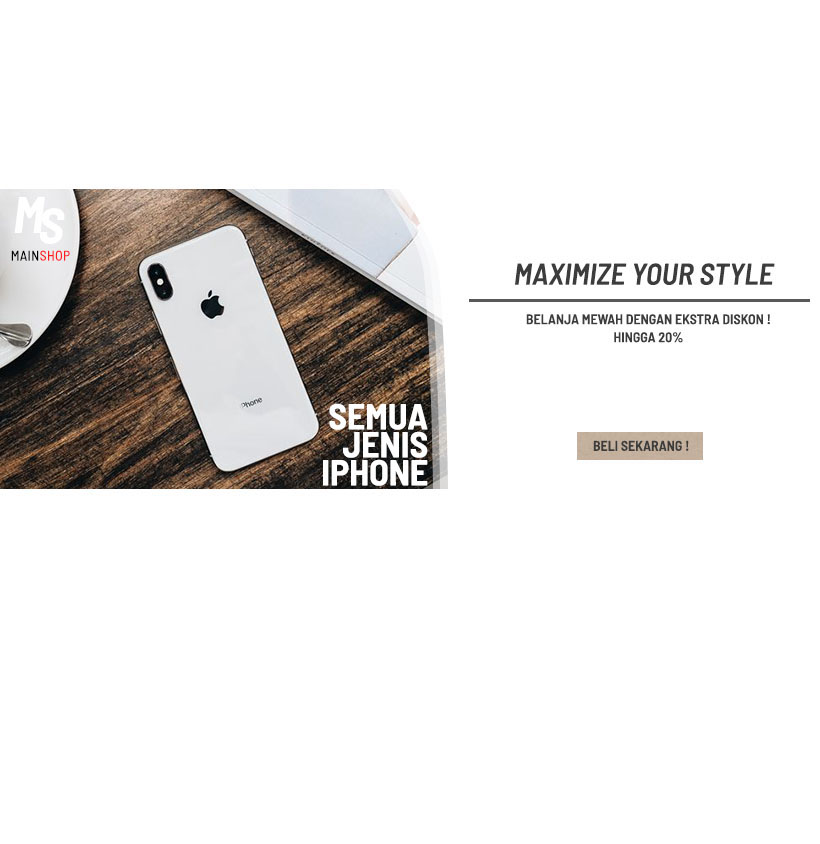 MS
MAINSHOP
iPhone
SEMUA
JENIS
IPHONE
MAXIMIZE YOUR STYLE
BELANJA MEWAH DENGAN EKSTRA DISKON !
HINGGA 20%
BELI SEKARANG !